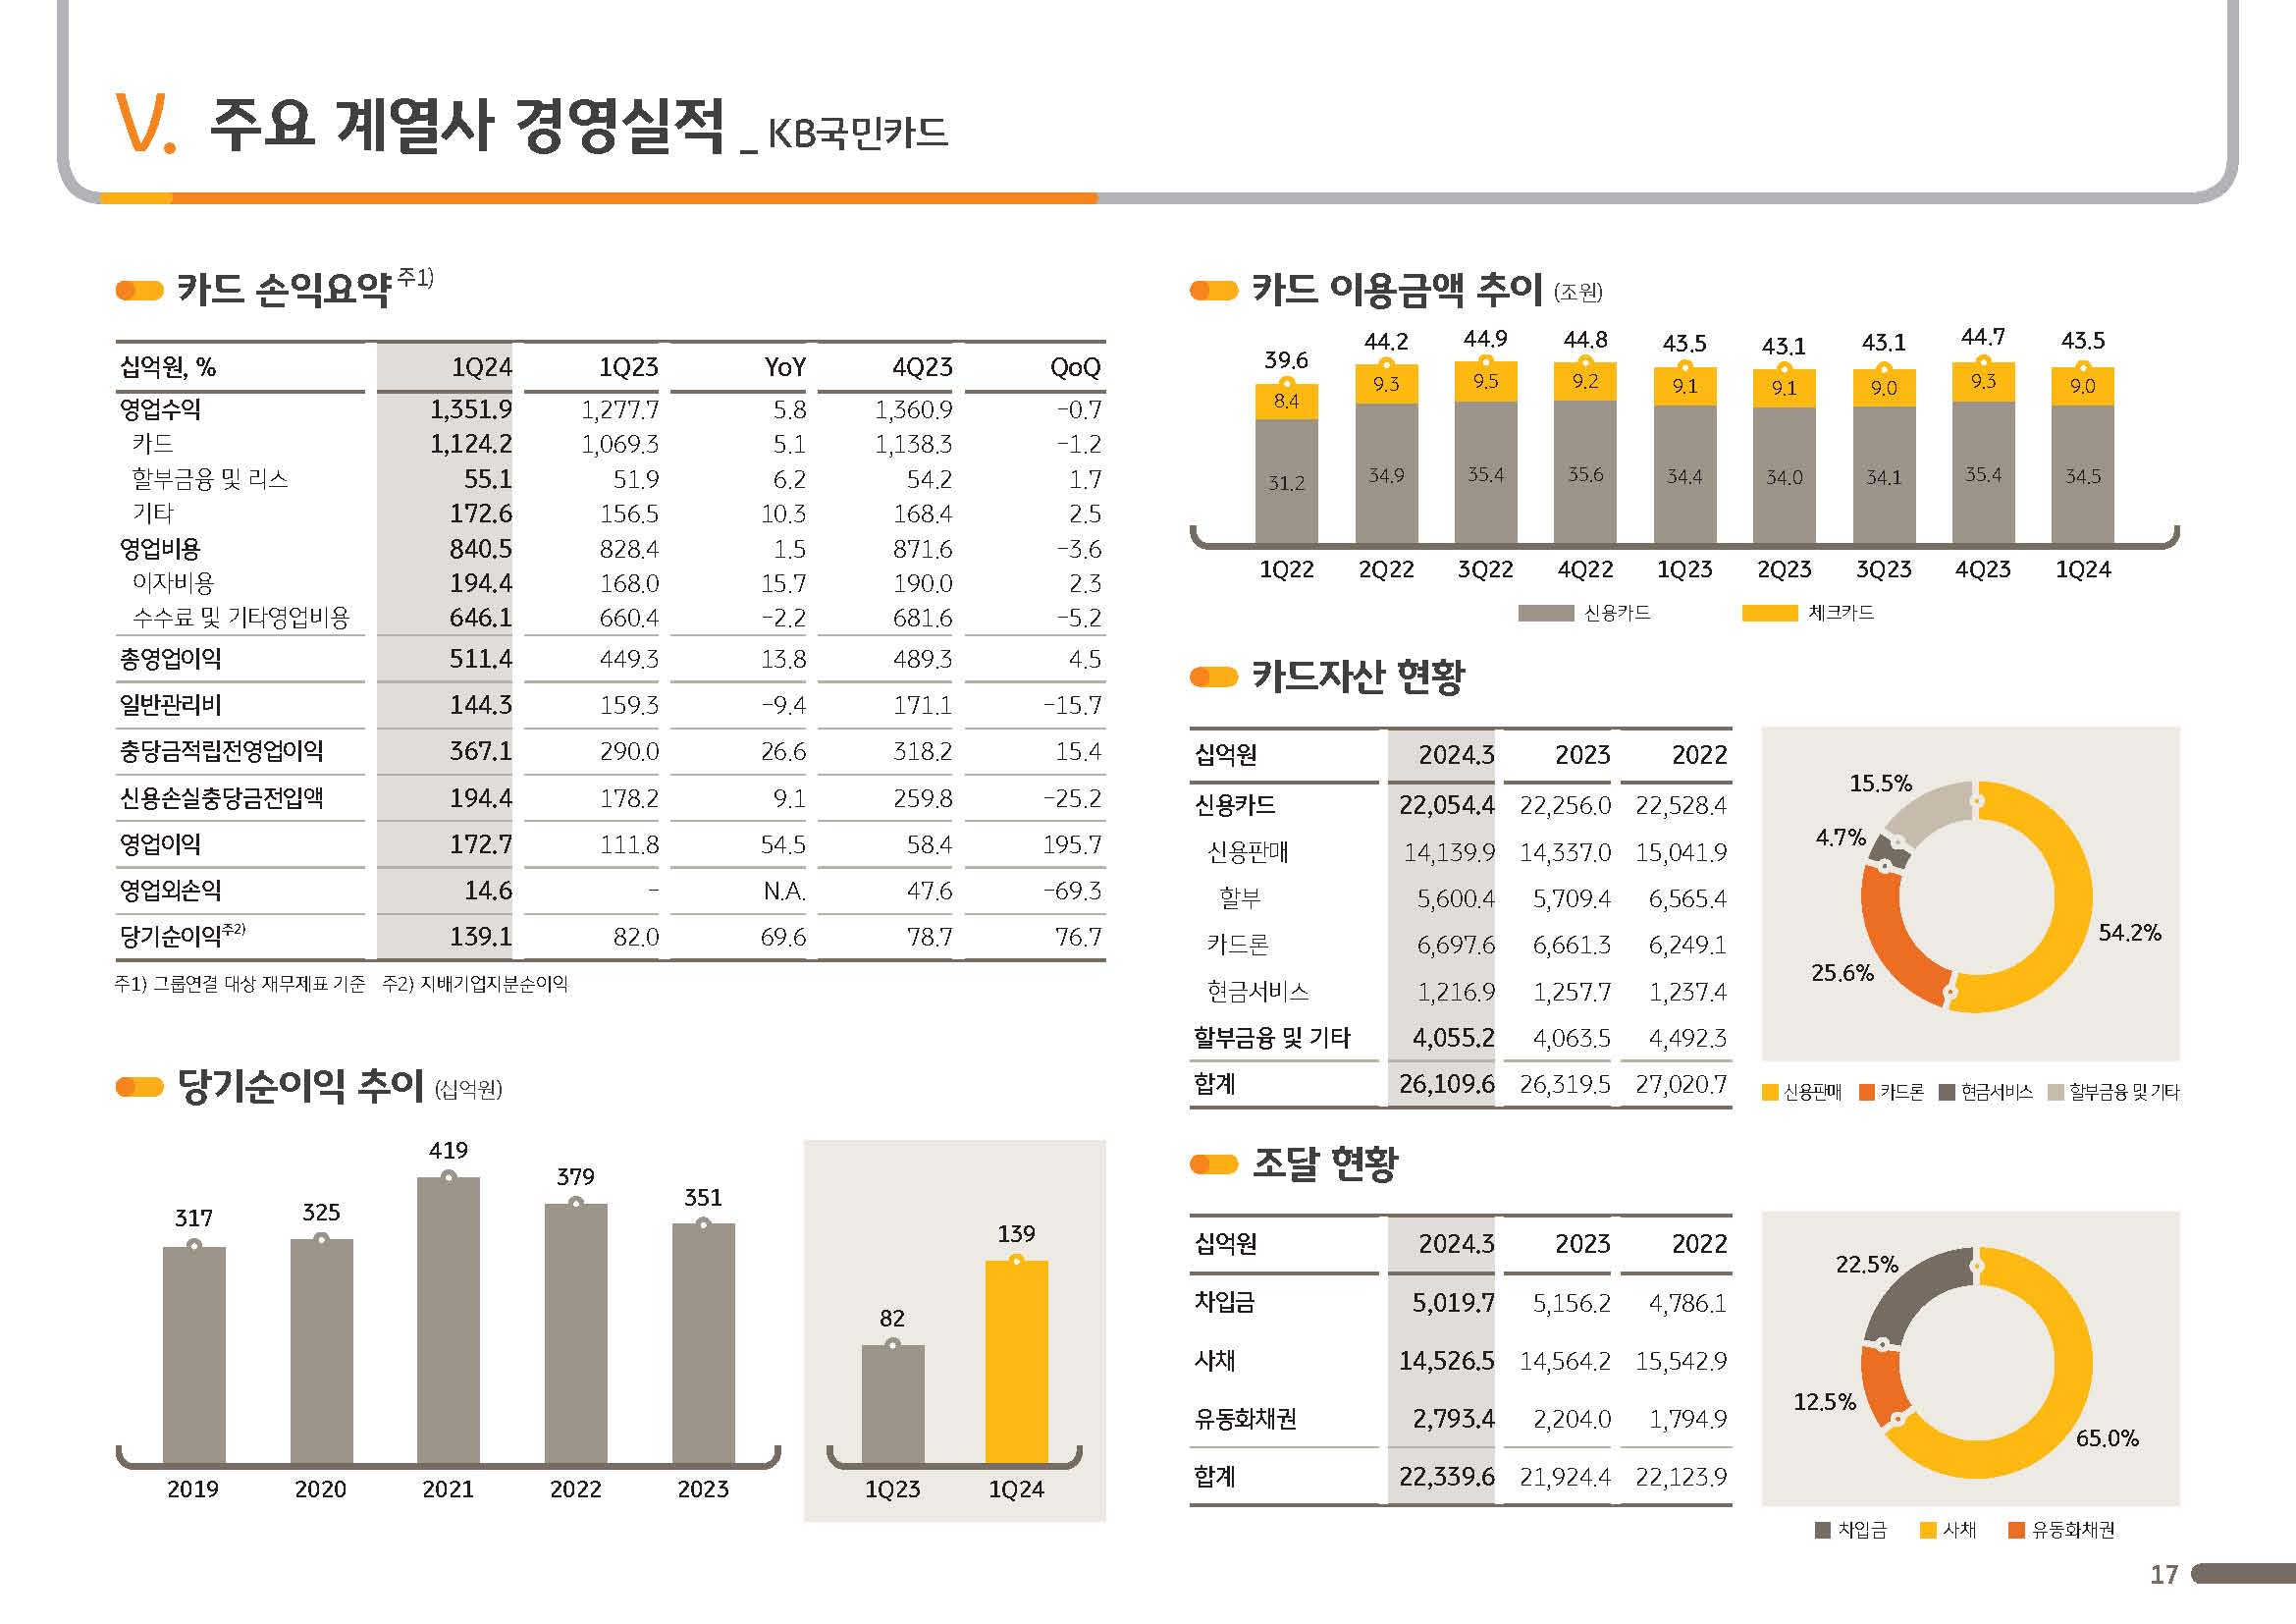 V. 주요 계열사 경영실적 _ KB국민카드
카드 손익요약 주1)
십억원, % 1Q24 1Q23 YoY 4Q23 QoQ
영업수익 1,351.9 1,277.7 5.8 1,360.9 -0.7
카드 1,124.2 1,069.3 5.1 1,138.3 -1.2
할부금융 및 리스 55.1 51.9 6.2 54.2 1.7
기타 172.6 156.5 10.3 168.4 2.5
영업비용 840.5 828.4 1.5 871.6 -3.6
이자비용 194.4 168.0 15.7 190.0 2.3
수수료 및 기타영업비용 646.1 660.4 -2.2 681.6 -5.2
총영업이익 511.4 449.3 13.8 489.3 4.5
일반관리비 144.3 159.3 -9.4 171.1 -15.7
충당금적립전영업이익 367.1 290.0 26.6 318.2 15.4
신용손실충당금전입액 194.4 178.2 9.1 259.8 -25.2
영업이익 172.7 111.8 54.5 58.4 195.7
영업외손익 14.6 - N.A. 47.6 -69.3
당기순이익주2) 139.1 82.0 69.6 78.7 76.7
주1) 그룹연결 대상 재무제표 기준 주2) 지배기업지분순이익
당기순이익 추이 (십억원)
317 325 419 379 351
82 139
2019 2020 2021 2022 2023
1Q23 1Q24
카드 이용금액 추이 (조원)
39.6 44.2 44.9 44.8 43.5 43.1 43.1 44.7 43.5
8.4 9.3 9.5 9.2 9.1 9.1 9.0 9.3 9.0
31.2 34.9 35.4 35.6 34.4 34.0 34.1 35.4 34.5
1Q22 2Q22 3Q22 4Q22 1Q23 2Q23 3Q23 4Q23 1Q24
신용카드 체크카드
카드자산 현황
십억원 2024.3 2023 2022
신용카드 22,054.4 22,256.0 22,528.4
신용판매 14,139.9 14,337.0 15,041.9
할부 5,600.4 5,709.4 6,565.4
카드론 6,697.6 6,661.3 6,249.1
현금서비스 1,216.9 1,257.7 1,237.4
할부금융 및 기타 4,055.2 4,063.5 4,492.3
합계 26,109.6 26,319.5 27,020.7
15.5%
4.7%
54.2%
25.6%
신용판매 카드론 현금서비스 할부금융 및 기타
조달 현황
십억원 2024.3 2023 2022
차입금 5,019.7 5,156.2 4,786.1
사채 14,526.5 14,564.2 15,542.9
유동화채권 2,793.4 2,204.0 1,794.9
합계 22,339.6 21,924.4 22,123.9
22.5%
12.5%
65.0%
차입금 사채 유동화채권
17